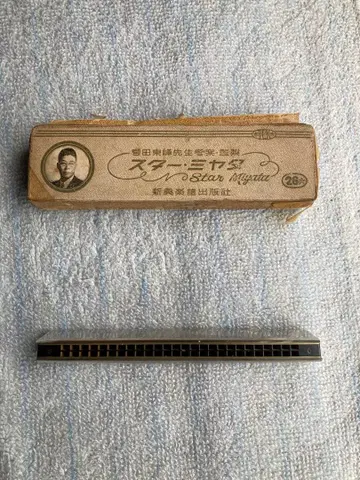 宮田東峰先生考案・監製
スター・ミヤタ
Star Miyata
新興楽譜出版社